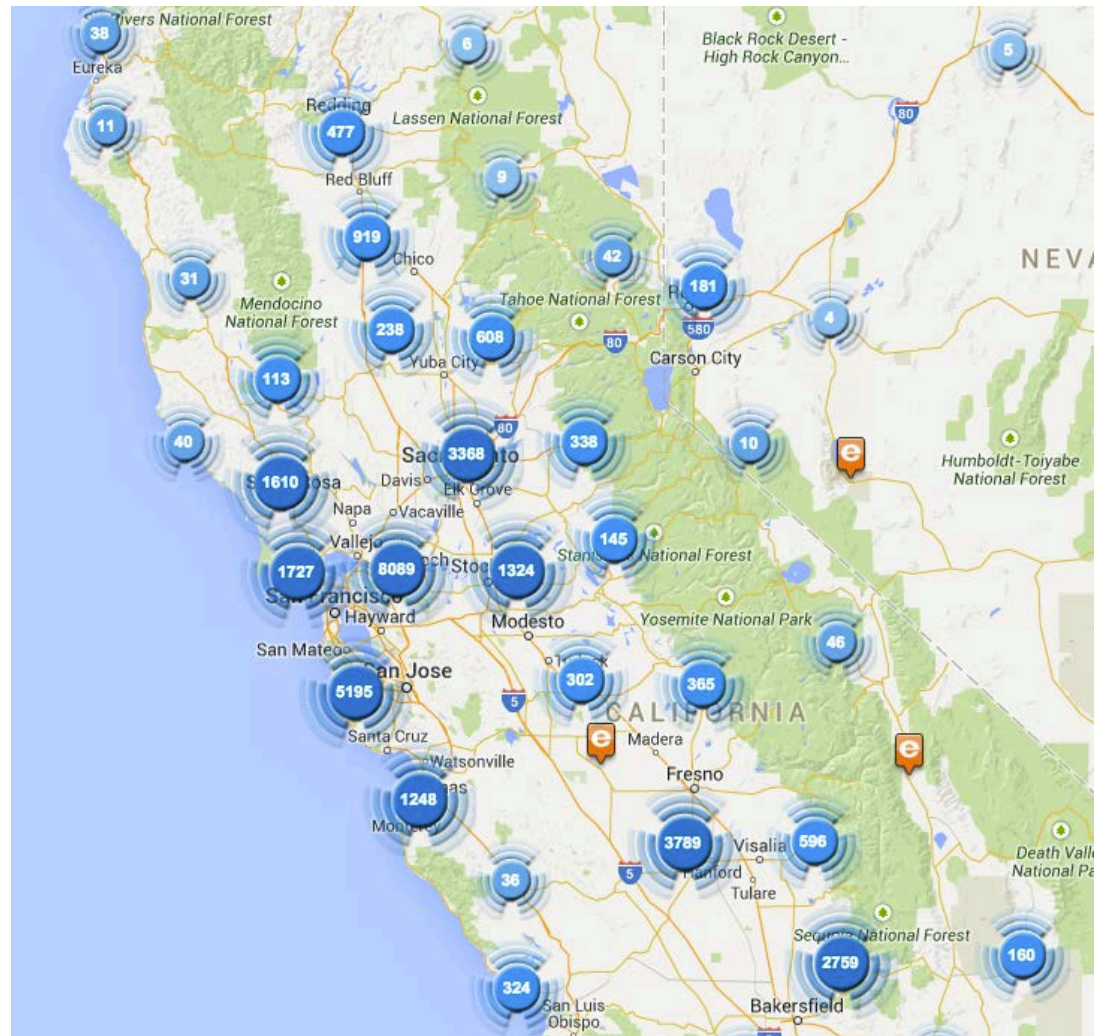 38
ivers National Forest
6
Black Rock Desert -
High Rock Canyon...
5
Eureka
80
11
Redding
477
Lassen National Forest
9
Red Bluff
919
Chico
42
NEVA
31
181
Mendocino
National Forest
Tahoe National Forest
238
608
80
580
4
Yuba City
Carson City
113
40
80
338
10
e
3368
Humboldt-Toiyabe
National Forest
1610
Davis
Elk Grove
Napa
Vacaville
Vallejo
145
National Forest
1727
8089
1324
San Francisco
Hayward
Modesto
Yosemite National Park
San Mateo
46
San Jose
5195
302
365
5
CALIFORNIA
Santa Cruz
e
Madera
e
Watsonville
Fresno
1248
Monterey
3789
596
Visalia
Hanford
Tulare
5
Death Vall
National Pa
36
Sequoia National Forest
2759
160
324
San Luis
Obispo
Bakersfield